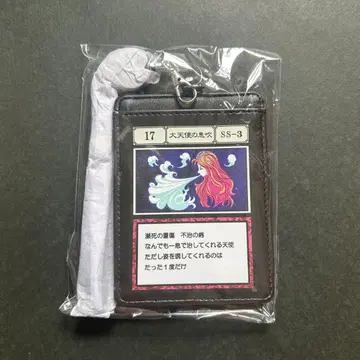 17 大天使の息吹 SS-3
瀕死の重傷 不治の病
なんでも一息で治してくれる天使
ただし姿を現してくれるのは
たった1度だけ